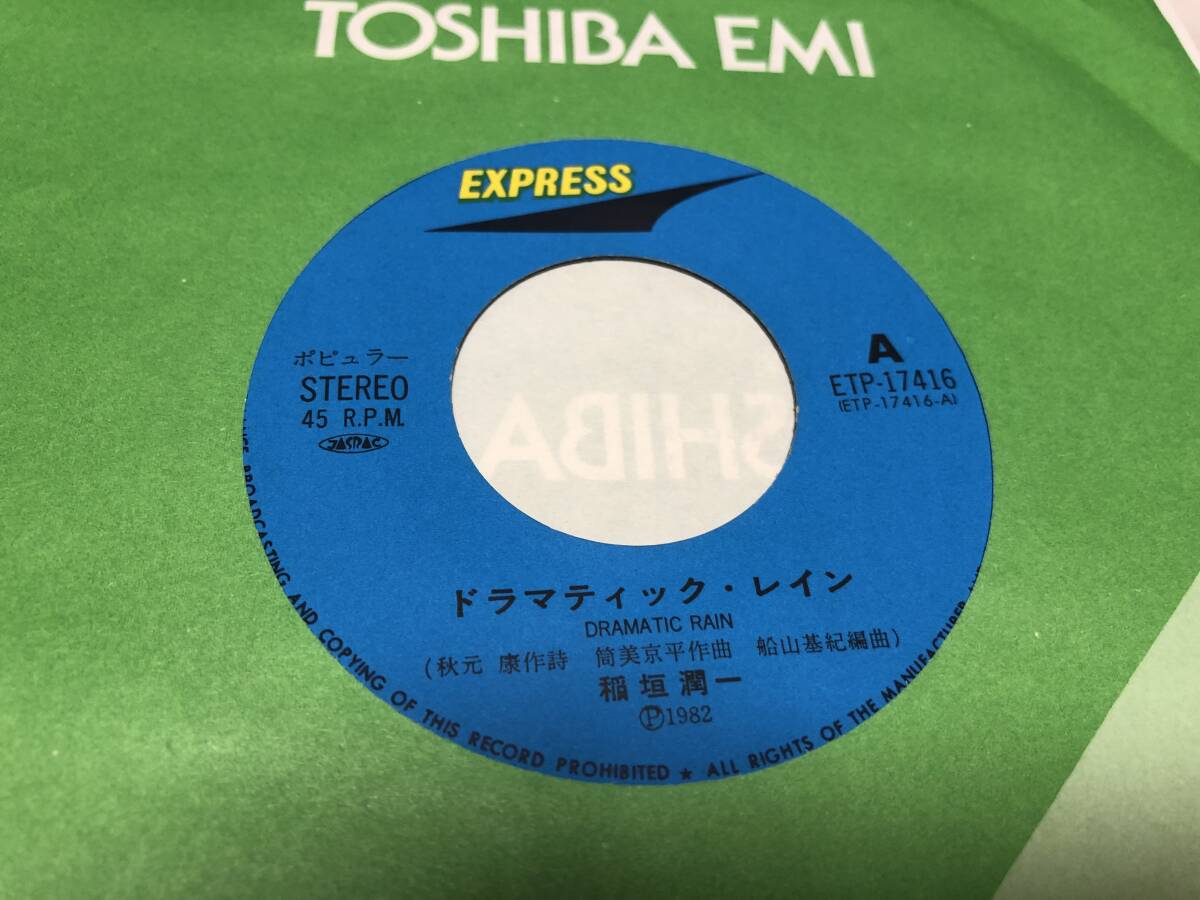 TOSHIBA EMI
EXPRESS
ポピュラー
STEREO
45 R.P.M.
JASRAC
A
ETP-17416
(ETP-17416-A)
SHIBA
ドラマティック・レイン
DRAMATIC RAIN
(秋元 康作詩 筒美京平作曲 船山基紀編曲)
稲垣潤一
Ⓟ1982
BROADCASTING AND COPYING OF THIS RECORD PROHIBITED ★ ALL RIGHTS OF THE MANUFACTURER